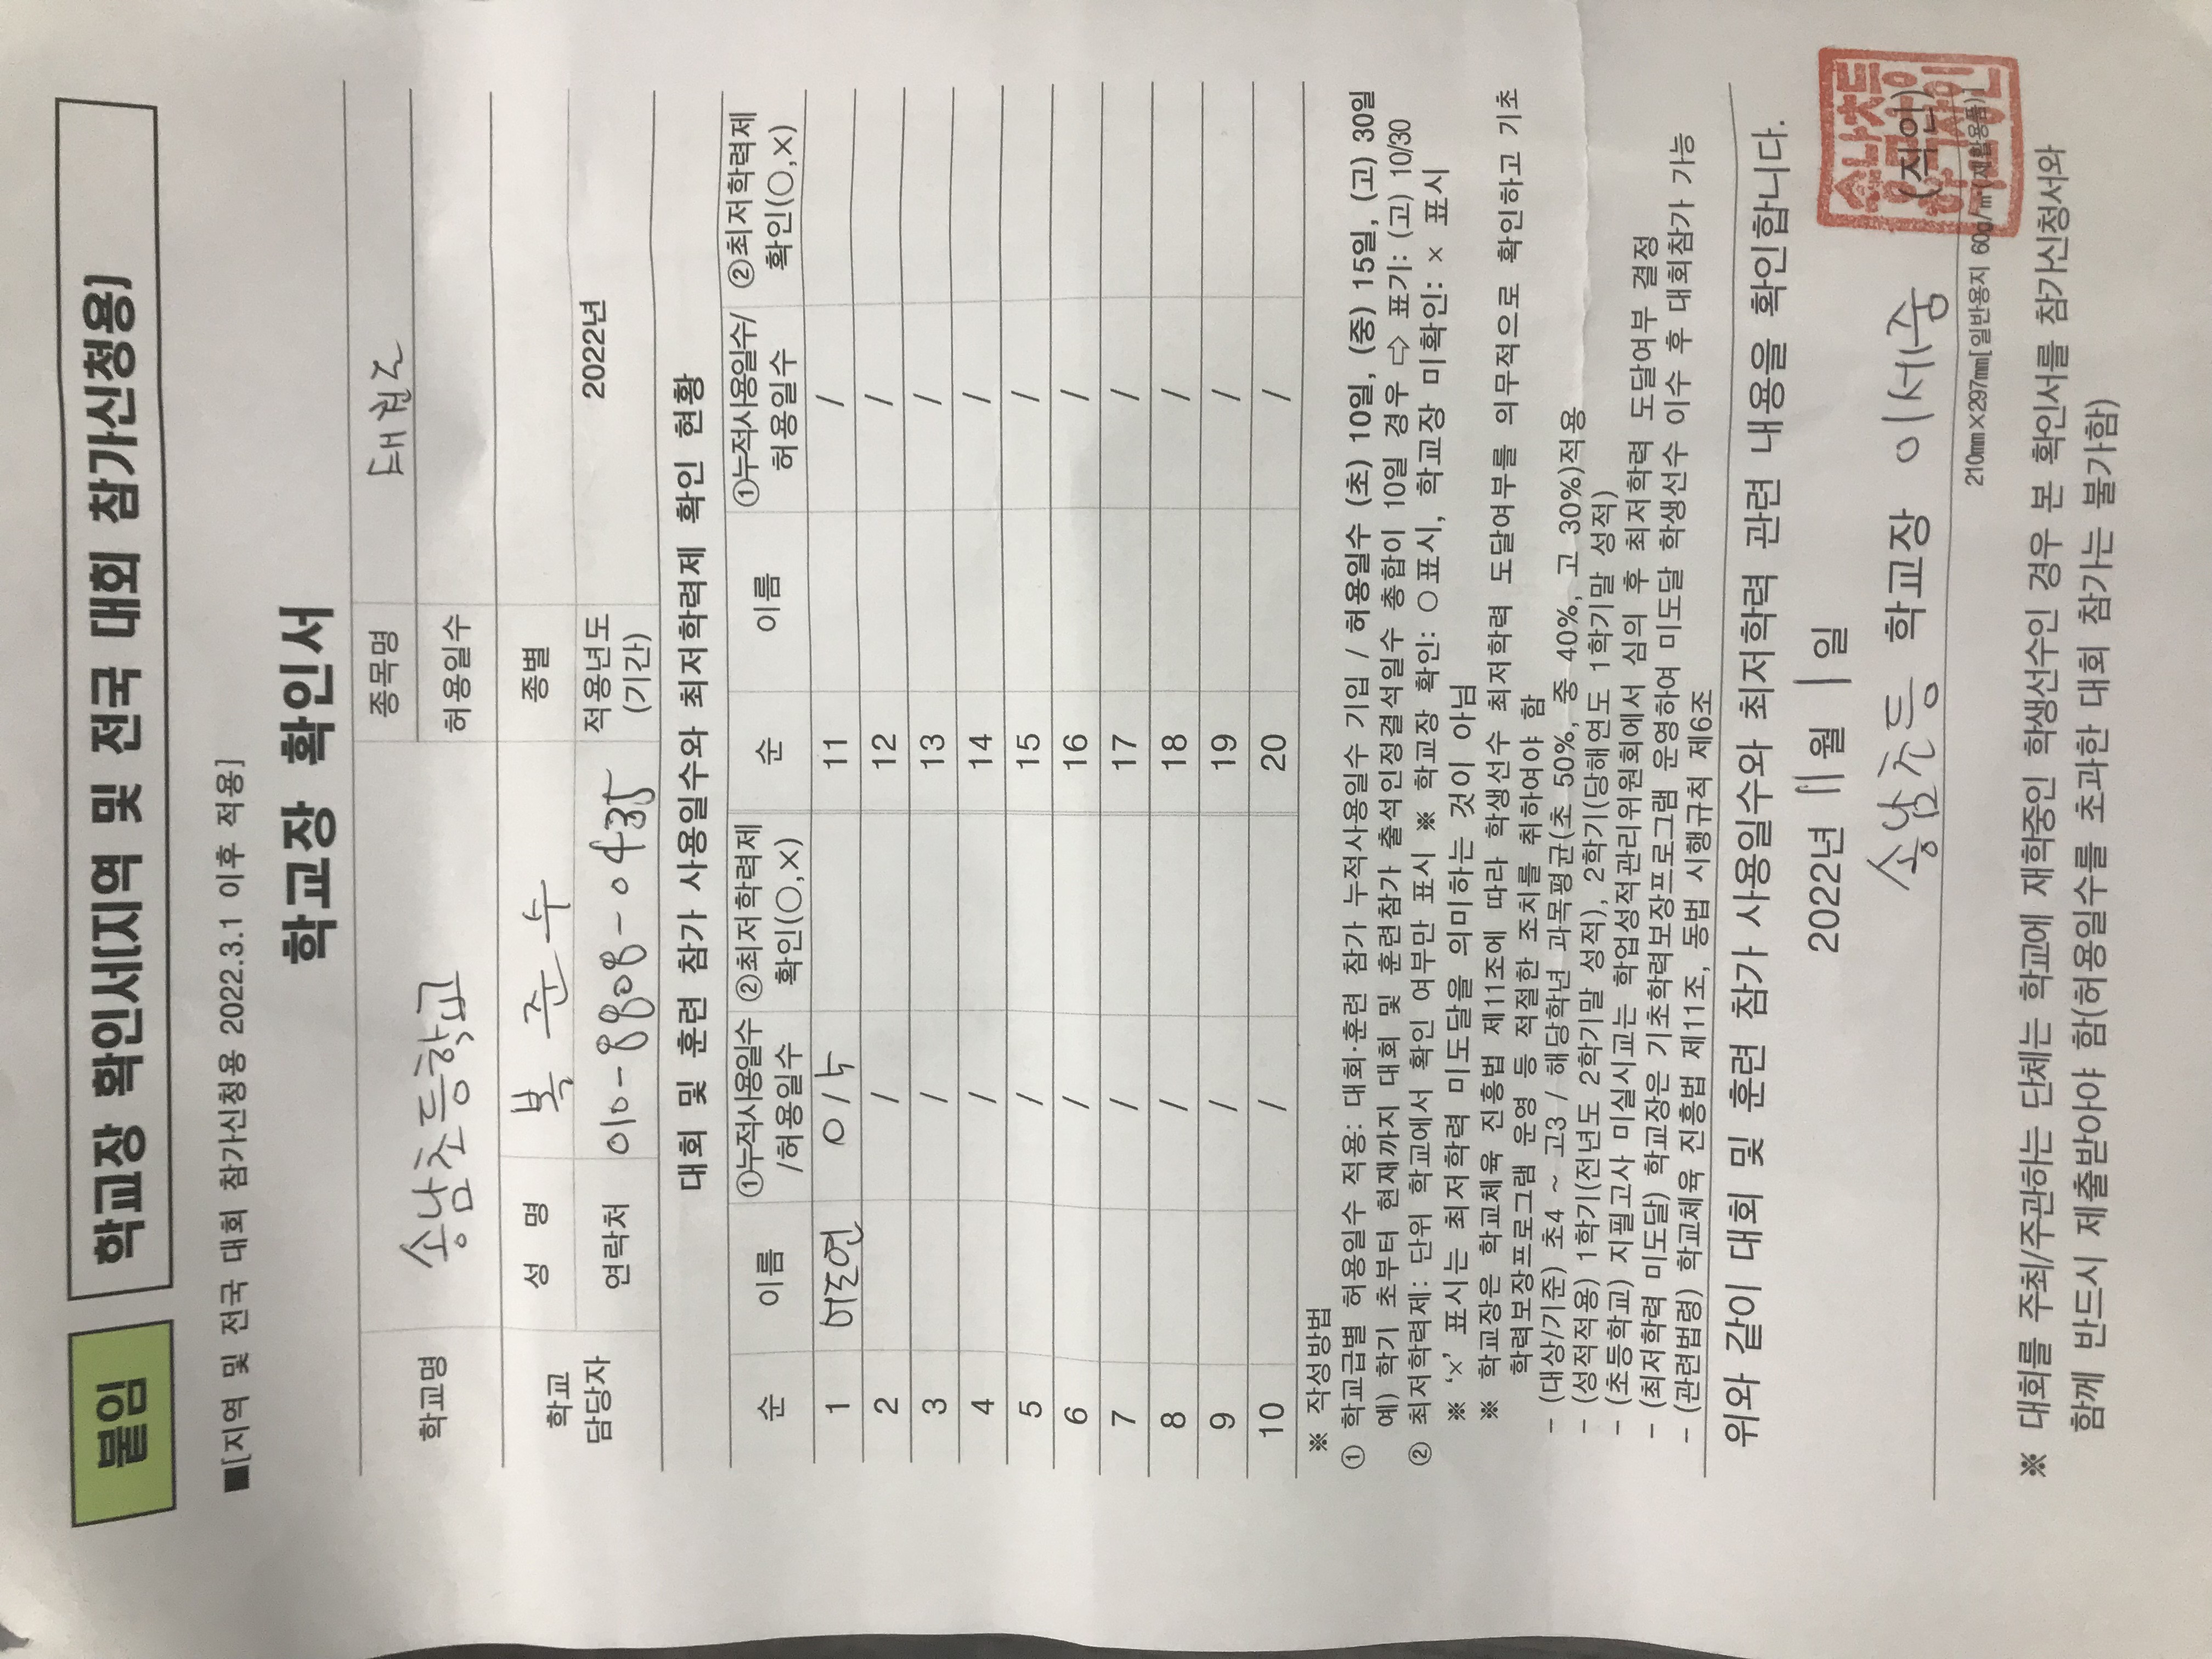 붙임 학교장 확인서(지역 및 전국 대회 참가신청용)
■[지역 및 전국 대회 참가신청용 2022.3.1 이후 적용]
학교장 확인서
학교명 송남초등학교 종목명 태권도
허용일수
학교 담당자 성 명 복 준 수 종별
연락처 010-8808-0435 적용년도 (기간) 2022년
대회 및 훈련 참가 사용일수와 최저학력제 확인 현황
순 이름 ①누적사용일수 /허용일수 ②최저학력제 확인(○,×) 순 이름 ①누적사용일수/ 허용일수 ②최저학력제 확인(○,×)
1 0/5 11 /
2 / 12 /
3 / 13 /
4 / 14 /
5 / 15 /
6 / 16 /
7 / 17 /
8 / 18 /
9 / 19 /
10 / 20 /
※ 작성방법
① 학교급별 허용일수 적용: 대회·훈련 참가 누적사용일수 기입 / 허용일수 (초) 10일, (중) 15일, (고) 30일
예) 학기 초부터 현재까지 대회 및 훈련참가 출석인정결석일수 총합이 10일 경우 ⇨ 표기: (고) 10/30
② 최저학력제: 단위 학교에서 확인 여부만 표시 ※ 학교장 확인: ○ 표시, 학교장 미확인: × 표시
※ '×' 표시는 최저학력 미도달을 의미하는 것이 아님
※ 학교장은 학교체육 진흥법 제11조에 따라 학생선수 최저학력 도달여부를 의무적으로 확인하고 기초
학력보장프로그램 운영 등 적절한 조치를 취하여야 함
- (대상/기준) 초4 ~ 고3 / 해당학년 과목평균(초 50%, 중 40%, 고 30%)적용
- (성적적용) 1학기(전년도 2학기말 성적), 2학기(당해연도 1학기말 성적)
- (초등학교) 지필고사 미실시교는 학업성적관리위원회에서 심의 후 최저학력 도달여부 결정
- (최저학력 미도달) 학교장은 기초학력보장프로그램 운영하여 미도달 학생선수 이수 후 대회참가 가능
- (관련법령) 학교체육 진흥법 제11조, 동법 시행규칙 제6조
위와 같이 대회 및 훈련 참가 사용일수와 최저학력 관련 내용을 확인합니다.
2022년 11월 1일
송남초등 학교장 이세중 (직인)
210㎜×297㎜[일반용지 60g/㎡(재활용품)]
※ 대회를 주최/주관하는 단체는 학교에 재학중인 학생선수인 경우 본 확인서를 참가신청서와
함께 반드시 제출받아야 함(허용일수를 초과한 대회 참가는 불가함)